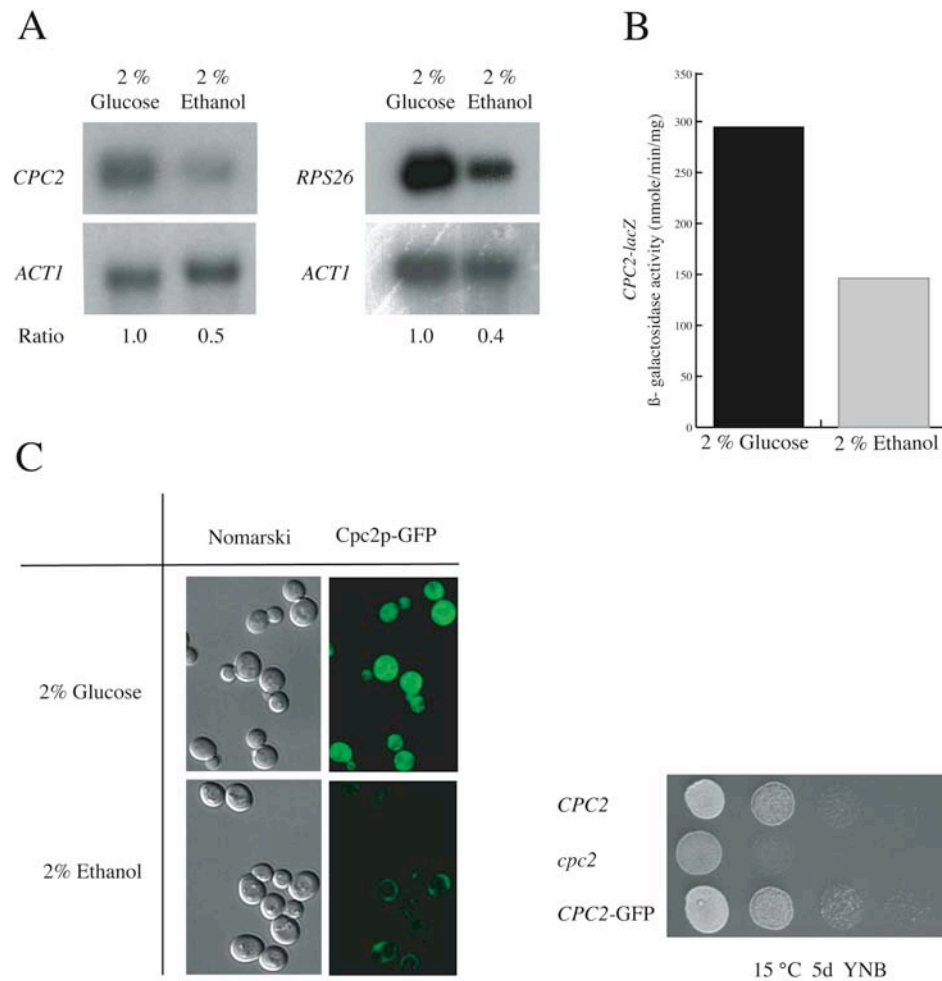 A
2 % 2 %
Glucose Ethanol
CPC2
ACT1
Ratio 1.0 0.5
2 % 2 %
Glucose Ethanol
RPS26
ACT1
1.0 0.4
B
CPC2-lacZ
ß- galactosidase activity (nmole/min/mg)
350
300
250
200
150
100
50
0
2 % Glucose 2 % Ethanol
C
Nomarski Cpc2p-GFP
2% Glucose
2% Ethanol
CPC2
cpc2
CPC2-GFP
15 °C 5d YNB